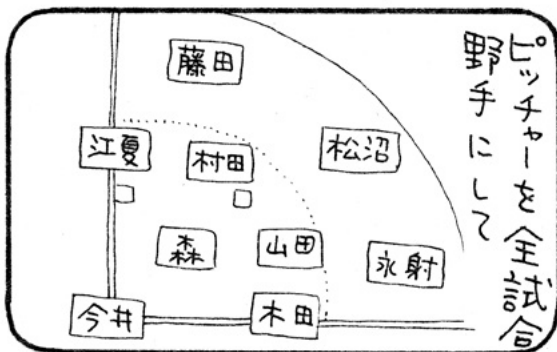 ピッチャーを全試合
野手にして
藤田
江夏
村田
松沼
森
山田
永射
今井
木田